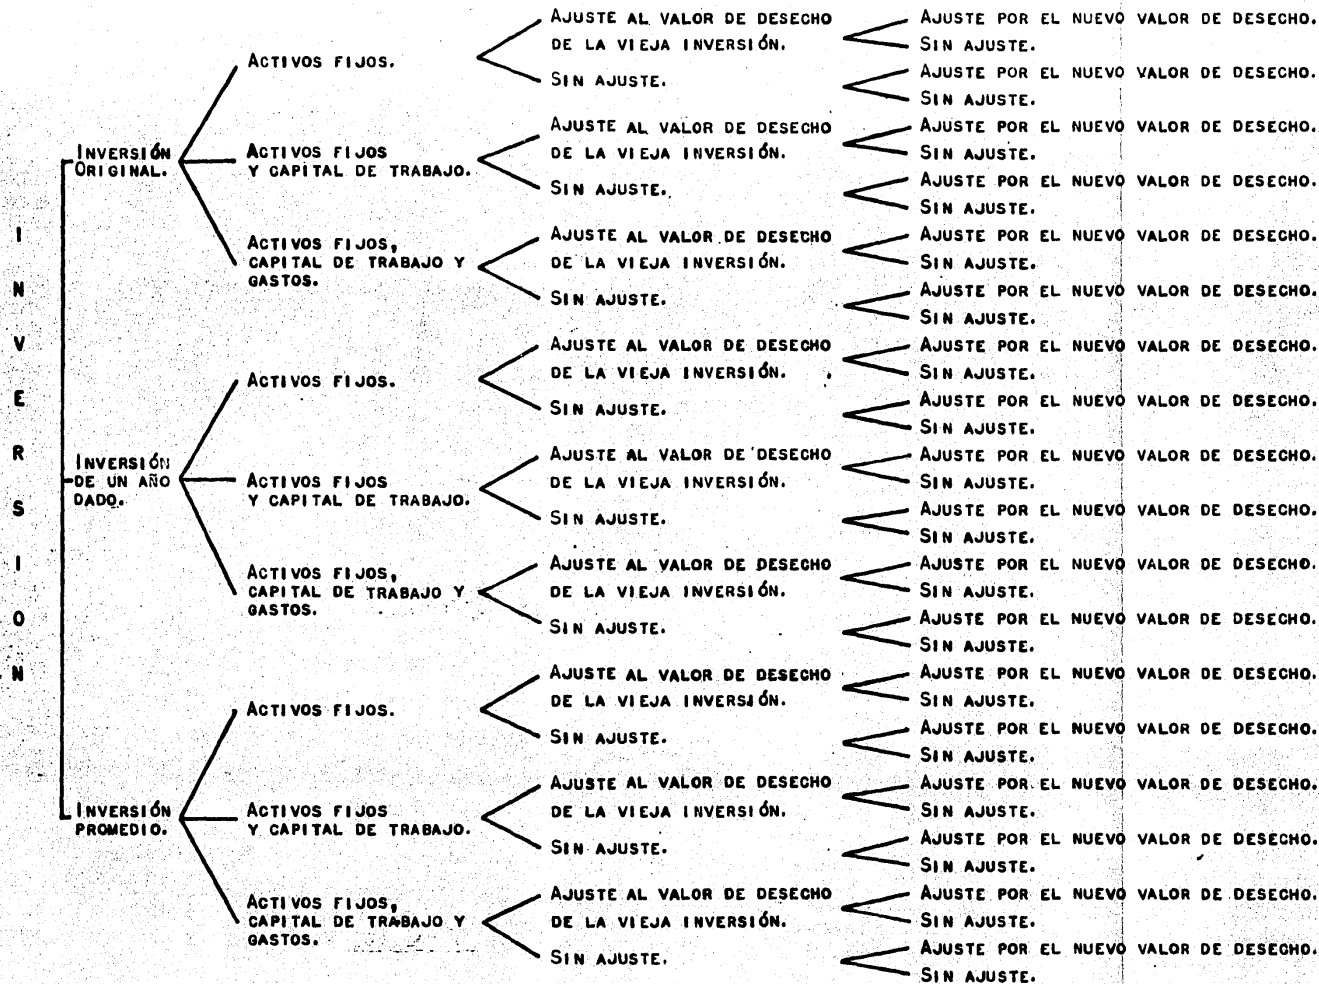 INVERSION
INVERSIÓN
ORIGINAL.
ACTIVOS FIJOS.
AJUSTE AL VALOR DE DESECHO
DE LA VIEJA INVERSIÓN.
AJUSTE POR EL NUEVO VALOR DE DESECHO.
SIN AJUSTE.
SIN AJUSTE.
AJUSTE POR EL NUEVO VALOR DE DESECHO.
SIN AJUSTE.
ACTIVOS FIJOS
Y CAPITAL DE TRABAJO.
AJUSTE AL VALOR DE DESECHO
DE LA VIEJA INVERSIÓN.
AJUSTE POR EL NUEVO VALOR DE DESECHO.
SIN AJUSTE.
SIN AJUSTE.
AJUSTE POR EL NUEVO VALOR DE DESECHO.
SIN AJUSTE.
ACTIVOS FIJOS,
CAPITAL DE TRABAJO Y
GASTOS.
AJUSTE AL VALOR DE DESECHO
DE LA VIEJA INVERSIÓN.
AJUSTE POR EL NUEVO VALOR DE DESECHO.
SIN AJUSTE.
SIN AJUSTE.
AJUSTE POR EL NUEVO VALOR DE DESECHO.
SIN AJUSTE.
INVERSIÓN
DE UN AÑO
DADO.
ACTIVOS FIJOS.
AJUSTE AL VALOR DE DESECHO
DE LA VIEJA INVERSIÓN.
AJUSTE POR EL NUEVO VALOR DE DESECHO.
SIN AJUSTE.
SIN AJUSTE.
AJUSTE POR EL NUEVO VALOR DE DESECHO.
SIN AJUSTE.
ACTIVOS FIJOS
Y CAPITAL DE TRABAJO.
AJUSTE AL VALOR DE DESECHO
DE LA VIEJA INVERSIÓN.
AJUSTE POR EL NUEVO VALOR DE DESECHO.
SIN AJUSTE.
SIN AJUSTE.
AJUSTE POR EL NUEVO VALOR DE DESECHO.
SIN AJUSTE.
ACTIVOS FIJOS,
CAPITAL DE TRABAJO Y
GASTOS.
AJUSTE AL VALOR DE DESECHO
DE LA VIEJA INVERSIÓN.
AJUSTE POR EL NUEVO VALOR DE DESECHO.
SIN AJUSTE.
SIN AJUSTE.
AJUSTE POR EL NUEVO VALOR DE DESECHO.
SIN AJUSTE.
INVERSIÓN
PROMEDIO.
ACTIVOS FIJOS.
AJUSTE AL VALOR DE DESECHO
DE LA VIEJA INVERSIÓN.
AJUSTE POR EL NUEVO VALOR DE DESECHO.
SIN AJUSTE.
SIN AJUSTE.
AJUSTE POR EL NUEVO VALOR DE DESECHO.
SIN AJUSTE.
ACTIVOS FIJOS
Y CAPITAL DE TRABAJO.
AJUSTE AL VALOR DE DESECHO
DE LA VIEJA INVERSIÓN.
AJUSTE POR EL NUEVO VALOR DE DESECHO.
SIN AJUSTE.
SIN AJUSTE.
AJUSTE POR EL NUEVO VALOR DE DESECHO.
SIN AJUSTE.
ACTIVOS FIJOS,
CAPITAL DE TRABAJO Y
GASTOS.
AJUSTE AL VALOR DE DESECHO
DE LA VIEJA INVERSIÓN.
AJUSTE POR EL NUEVO VALOR DE DESECHO.
SIN AJUSTE.
SIN AJUSTE.
AJUSTE POR EL NUEVO VALOR DE DESECHO.
SIN AJUSTE.